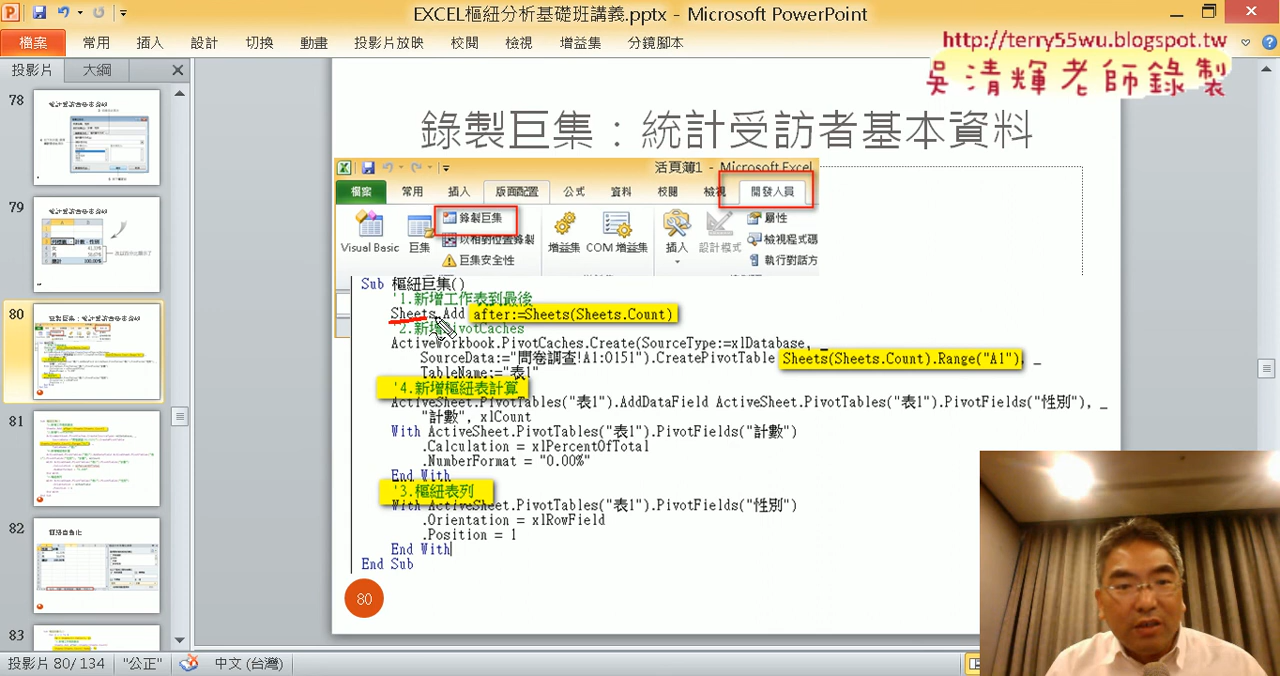 EXCEL樞紐分析基礎班講義.pptx - Microsoft PowerPoint
檔案 常用 插入 設計 切換 動畫 投影片放映 校閱 檢視 增益集 分鏡腳本
http://terry55wu.blogspot.tw
吳清輝老師錄製
投影片 大綱
78
79
80
81
82
83
錄製巨集：統計受訪者基本資料
活頁簿1 - Microsoft Excel
檔案 常用 插入 版面配置 公式 資料 校閱 檢視 開發人員
Visual Basic 巨集 錄製巨集 以相對位置錄製 巨集安全性 增益集 COM 增益集 插入 設計模式 屬性 檢視程式碼 執行對話方
Sub 樞紐巨集()
'1.新增工作表到最後
Sheets.Add after:=Sheets(Sheets.Count)
'2.新增PivotCaches
ActiveWorkbook.PivotCaches.Create(SourceType:=xlDatabase, _
SourceData:="問卷調查!A1:O151").CreatePivotTable Sheets(Sheets.Count).Range("A1"), _
TableName:="表1"
'4.新增樞紐表計算
ActiveSheet.PivotTables("表1").AddDataField ActiveSheet.PivotTables("表1").PivotFields("性別"), _
"計數", xlCount
With ActiveSheet.PivotTables("表1").PivotFields("計數")
.Calculation = xlPercentOfTotal
.NumberFormat = "0.00%"
End With
'3.樞紐表列
With ActiveSheet.PivotTables("表1").PivotFields("性別")
.Orientation = xlRowField
.Position = 1
End With
End Sub
80
投影片 80/ 134 "公正" 中文 (台灣)